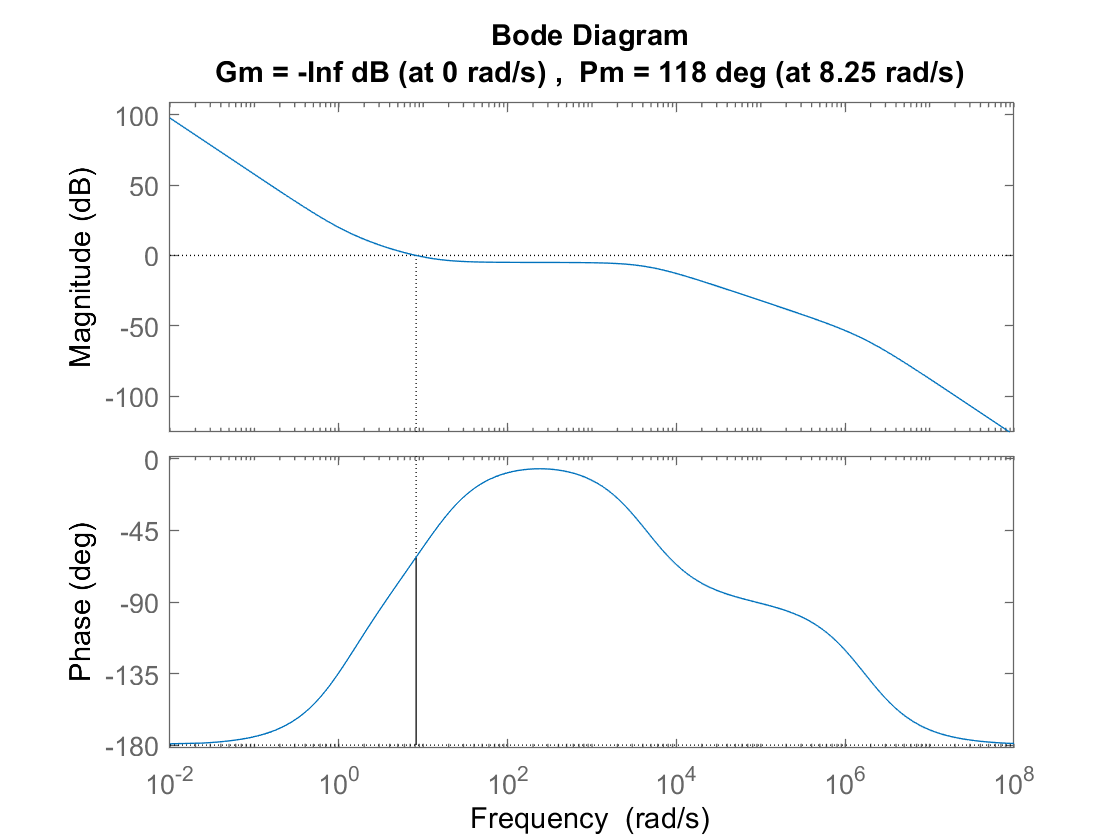 Bode Diagram
Gm = -Inf dB (at 0 rad/s) ,  Pm = 118 deg (at 8.25 rad/s)
Magnitude (dB)
100
50
0
-50
-100
Phase (deg)
0
-45
-90
-135
-180
10^-2 10^0 10^2 10^4 10^6 10^8
Frequency  (rad/s)